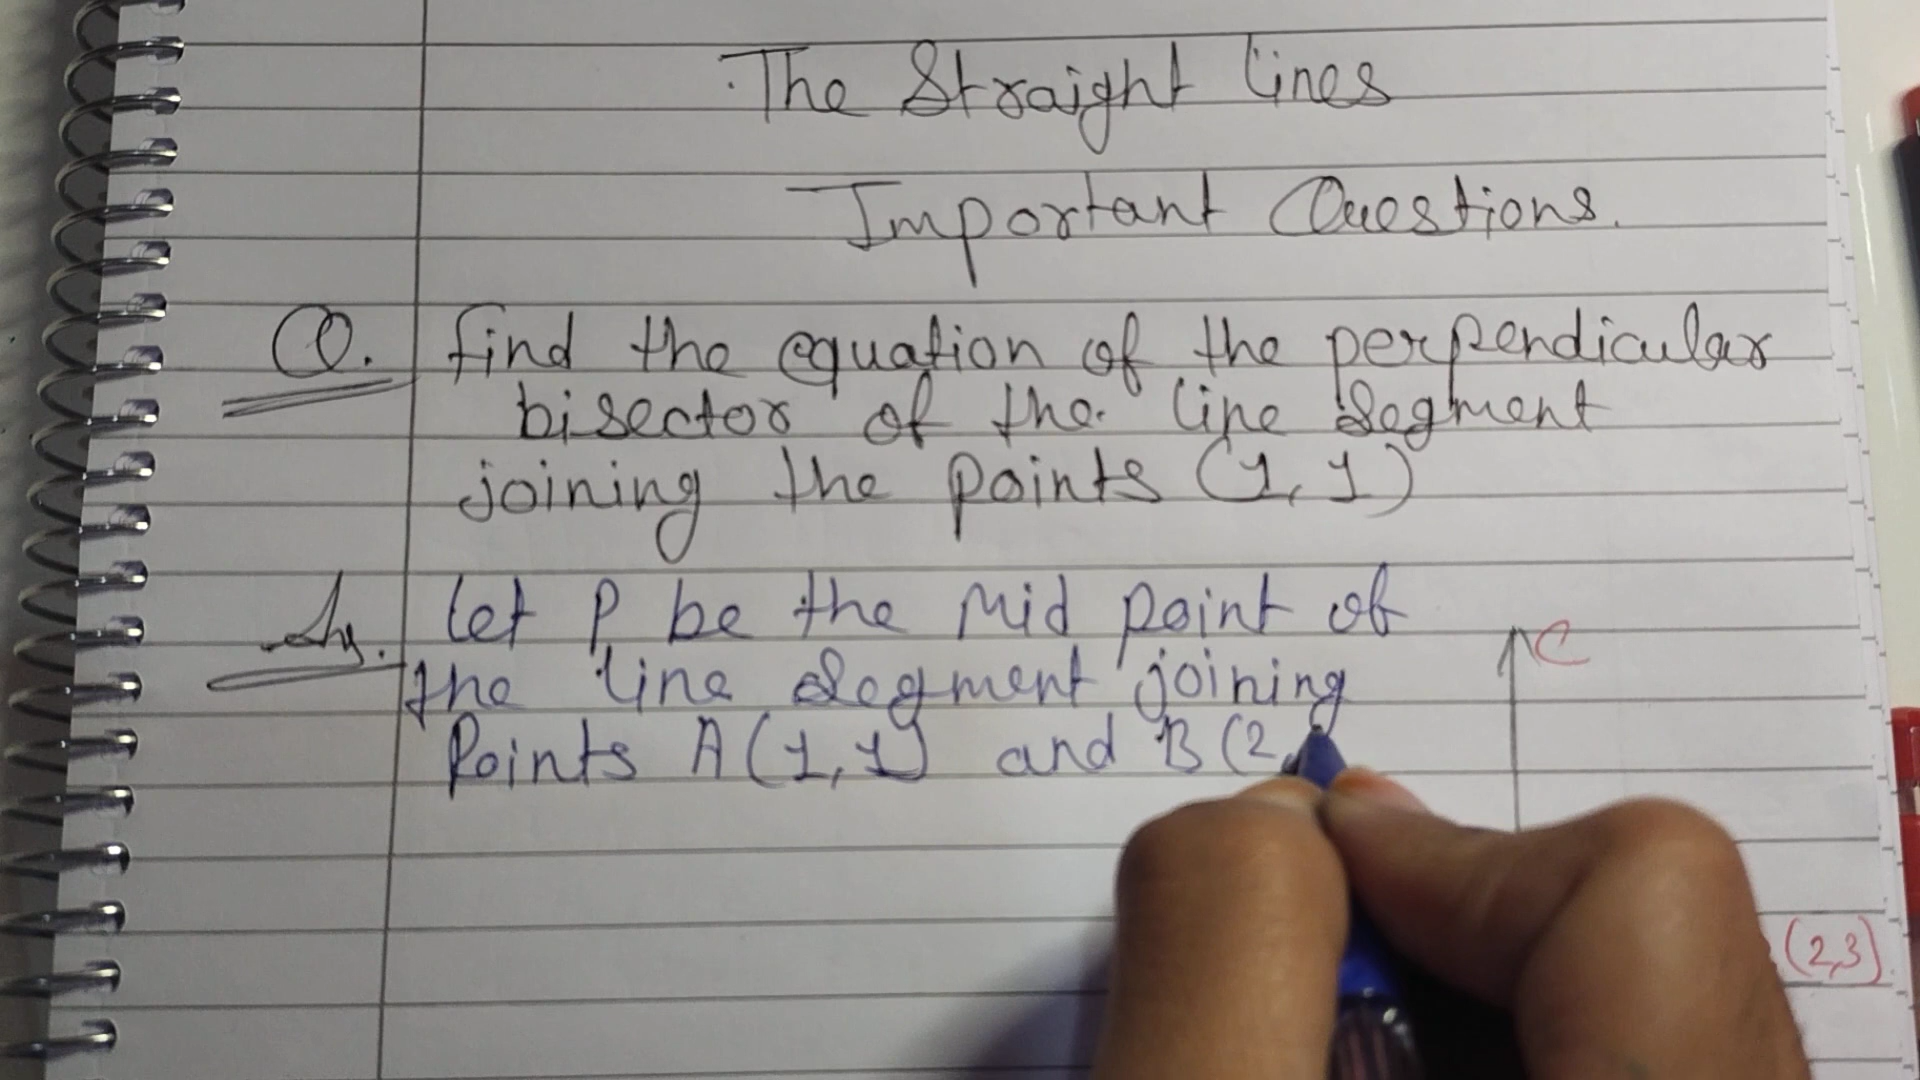 The Straight lines
Important Questions.
Q. find the equation of the perpendicular
bisector of the line segment
joining the points (1, 1)
Ans. let P be the mid point of
the line segment joining
Points A(1,1) and B(2,
C
(2,3)